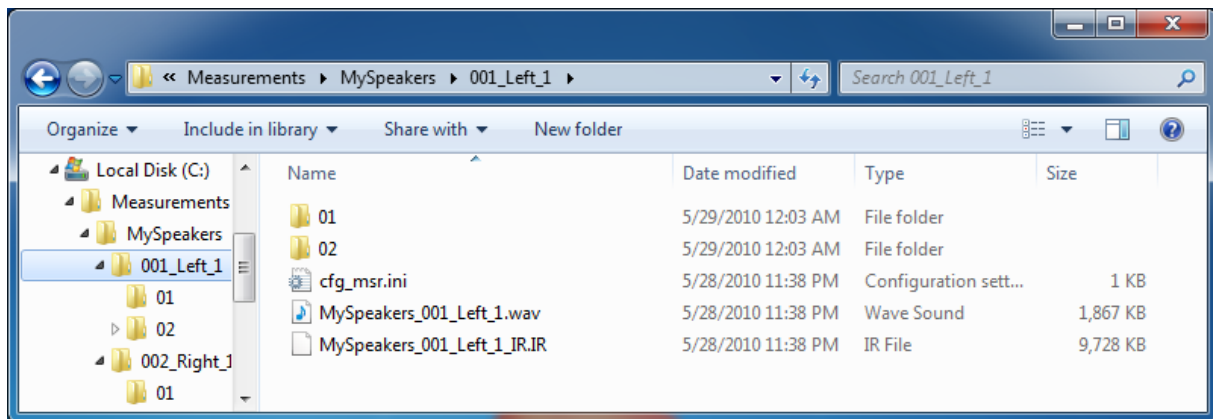 « Measurements ▸ MySpeakers ▸ 001_Left_1 ▸ Search 001_Left_1
Organize Include in library Share with New folder
Local Disk (C:)
Measurements
MySpeakers
001_Left_1
01
02
002_Right_1
01
Name Date modified Type Size
01 5/29/2010 12:03 AM File folder
02 5/29/2010 12:03 AM File folder
cfg_msr.ini 5/28/2010 11:38 PM Configuration sett... 1 KB
MySpeakers_001_Left_1.wav 5/28/2010 11:38 PM Wave Sound 1,867 KB
MySpeakers_001_Left_1_IR.IR 5/28/2010 11:38 PM IR File 9,728 KB